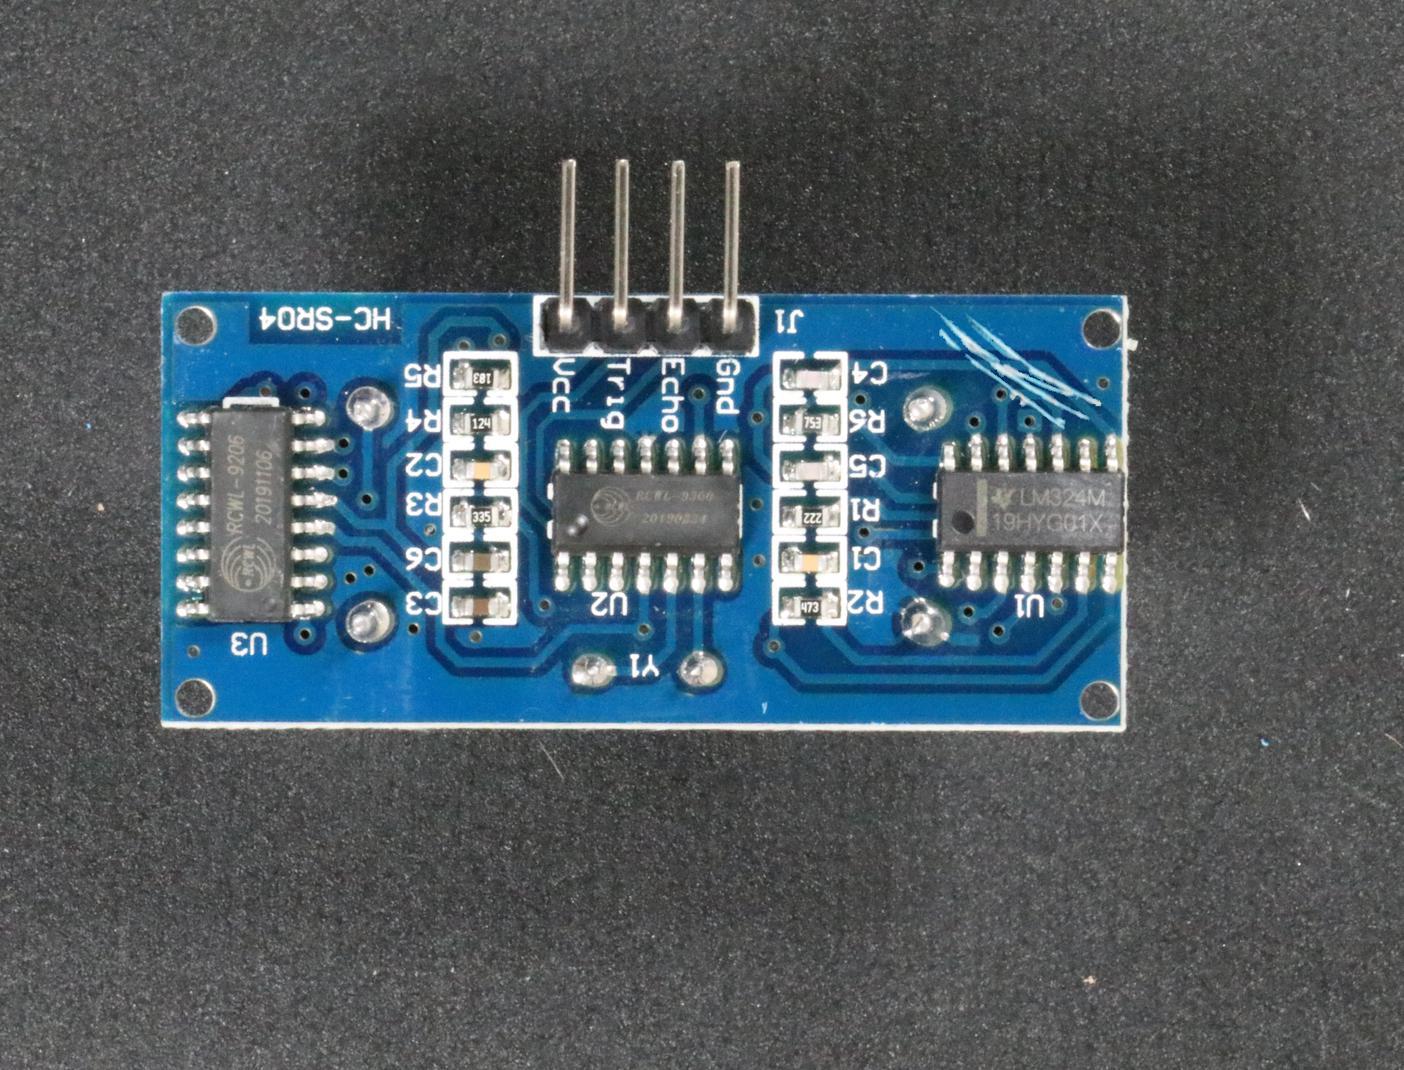 HC-SR04
J1
Vcc
Trig
Echo
Gnd
R5
183
R4
124
C2
R3
335
C6
C3
C4
R6
753
C5
R1
222
C1
R2
473
RCWL-9206
20191106
U3
RCWL-9300
20190834
U2
Y1
LM324M
19HYG01X
U1